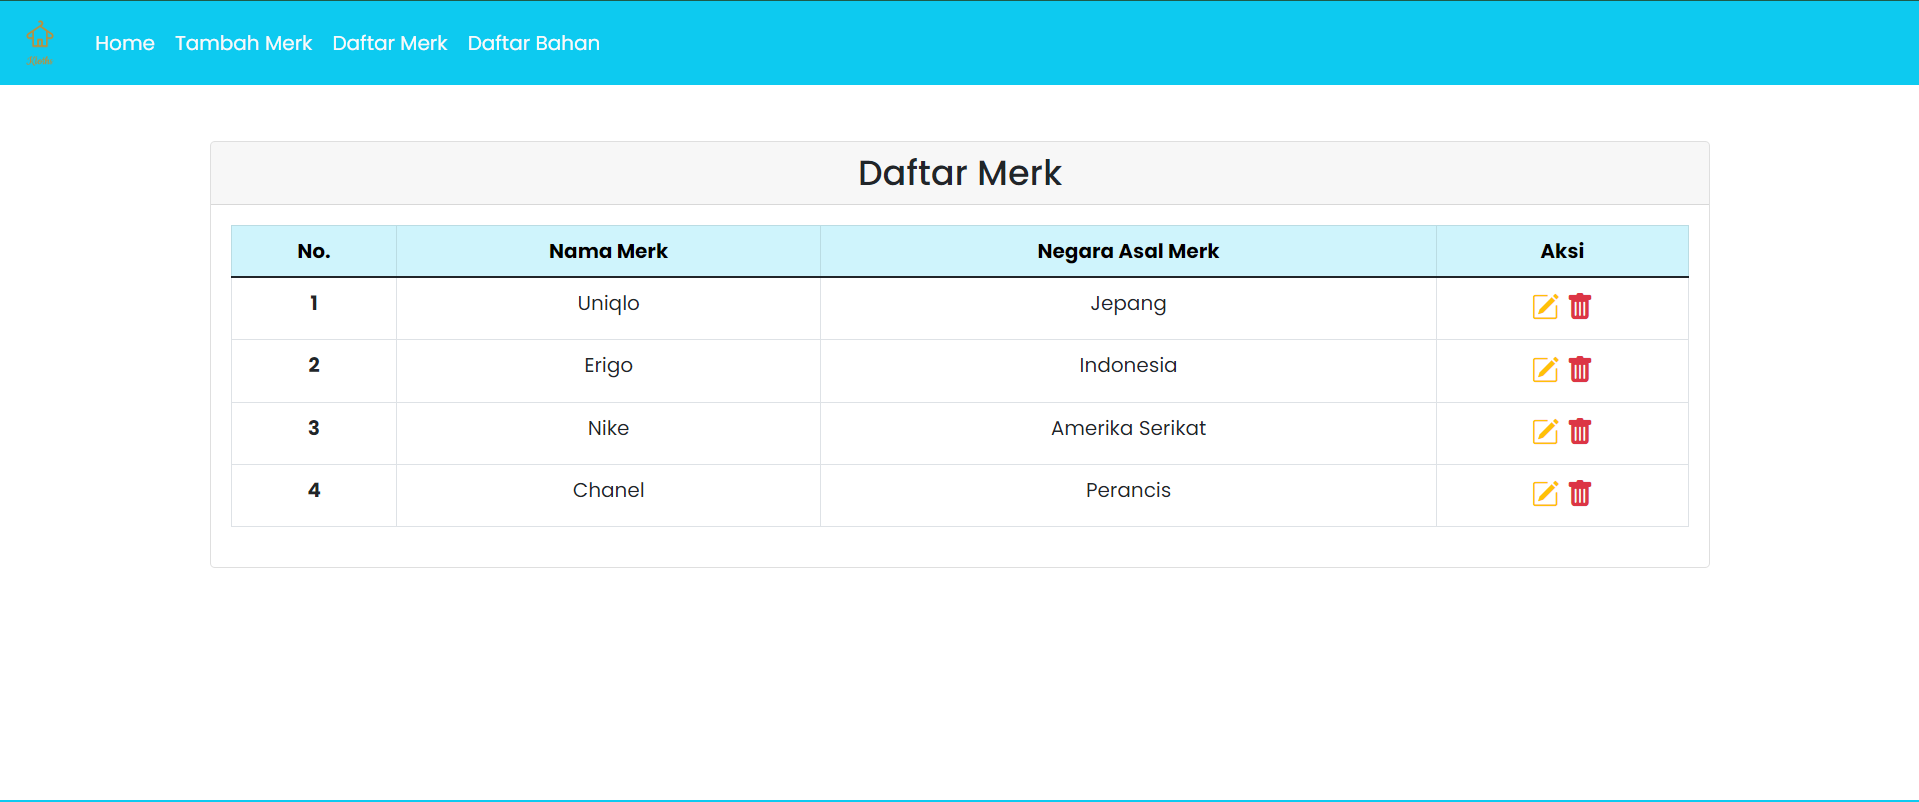 Home Tambah Merk Daftar Merk Daftar Bahan
Daftar Merk
No. Nama Merk Negara Asal Merk Aksi
1 Uniqlo Jepang
2 Erigo Indonesia
3 Nike Amerika Serikat
4 Chanel Perancis